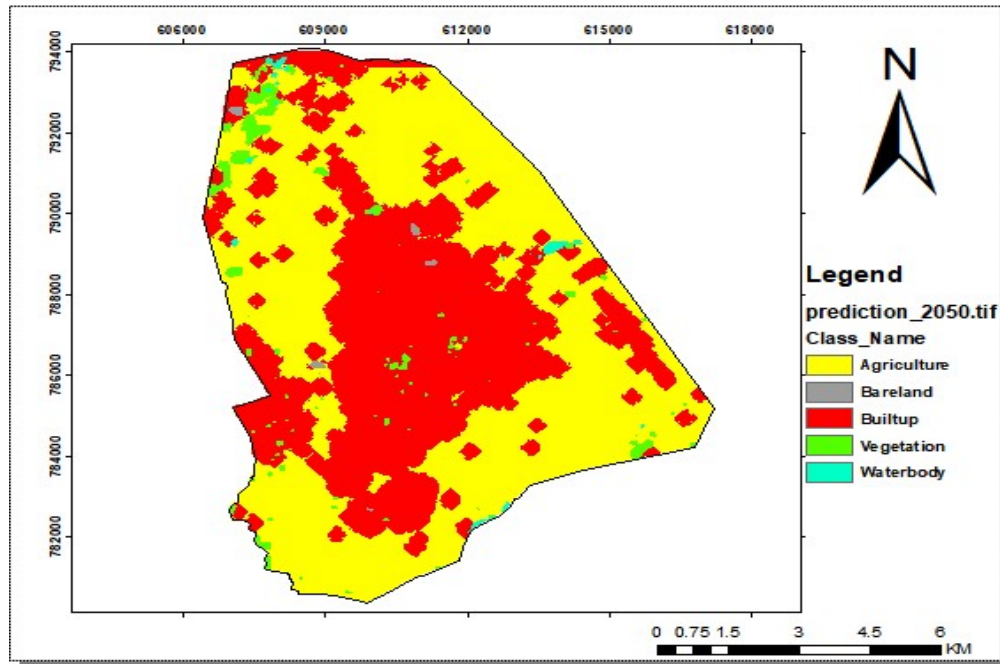 606000 609000 612000 615000 618000
794000
792000
790000
788000
786000
784000
782000
N
Legend
prediction_2050.tif
Class_Name
Agriculture
Bareland
Builtup
Vegetation
Waterbody
0 0.75 1.5 3 4.5 6
KM